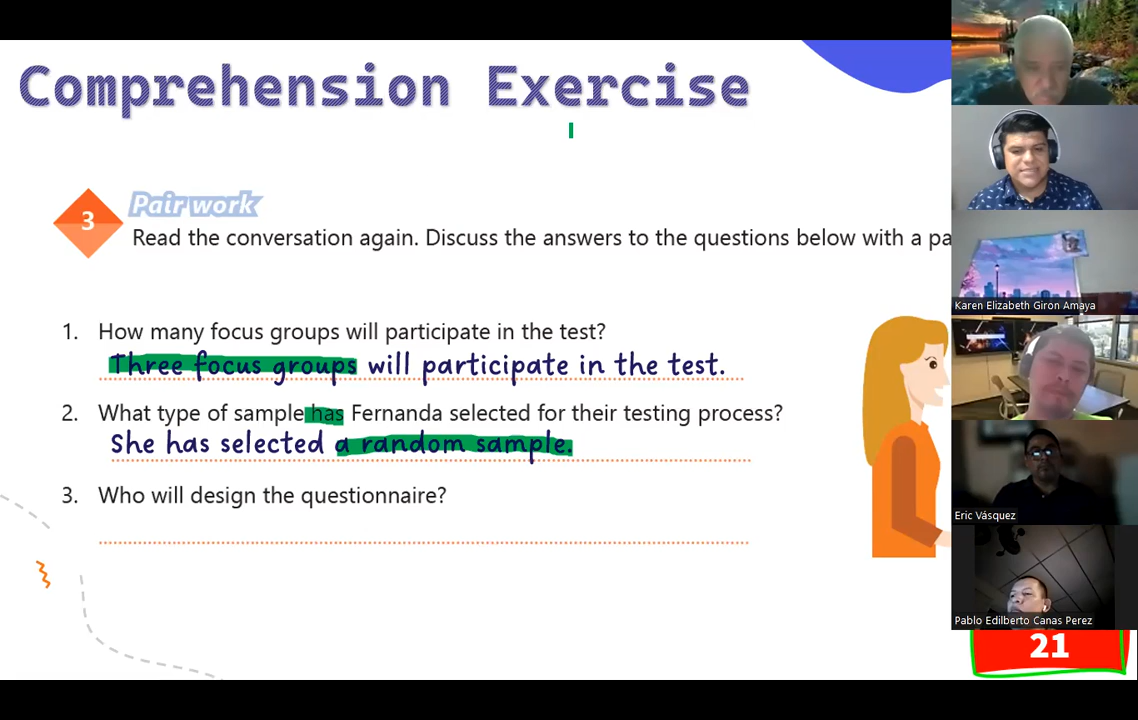 Comprehension Exercise
3
Pair work
Read the conversation again. Discuss the answers to the questions below with a pa
1. How many focus groups will participate in the test?
Three focus groups will participate in the test.
2. What type of sample has Fernanda selected for their testing process?
She has selected a random sample.
3. Who will design the questionnaire?
Karen Elizabeth Giron Amaya
Eric Vásquez
Pablo Edilberto Canas Perez
21